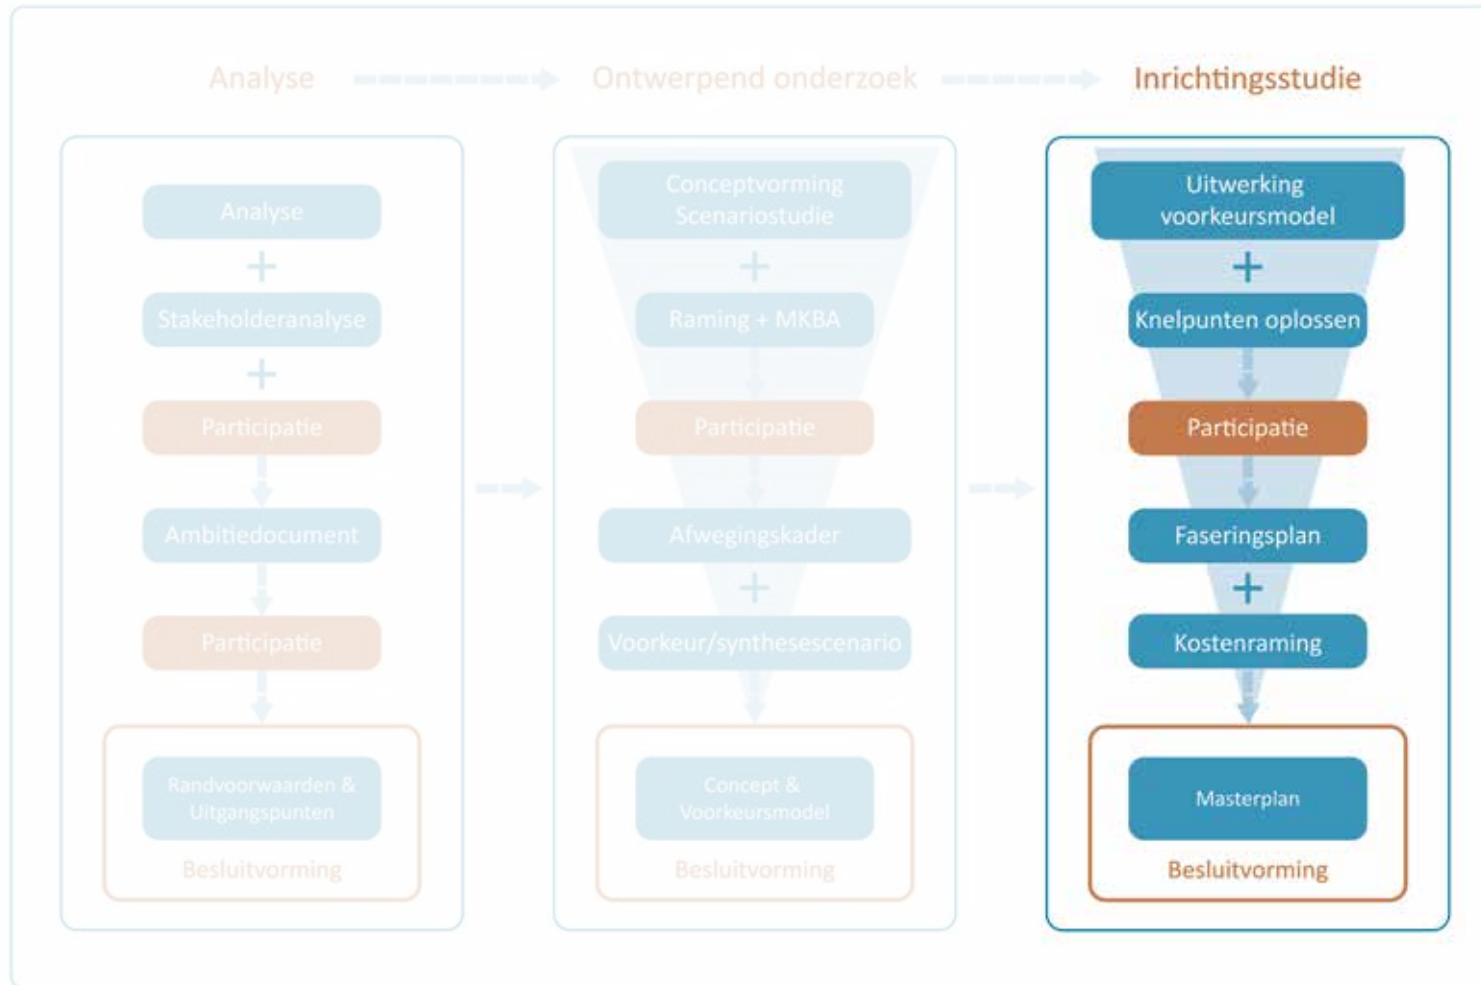 Analyse
Ontwerpend onderzoek
Inrichtingsstudie
Analyse
+
Stakeholderanalyse
+
Participatie
Ambitiedocument
Participatie
Randvoorwaarden &
Uitgangspunten
Besluitvorming
Conceptvorming
Scenariostudie
+
Raming + MKBA
Participatie
Afwegingskader
+
Voorkeur/synthesescenario
Concept &
Voorkeursmodel
Besluitvorming
Uitwerking
voorkeursmodel
+
Knelpunten oplossen
Participatie
Faseringsplan
+
Kostenraming
Masterplan
Besluitvorming